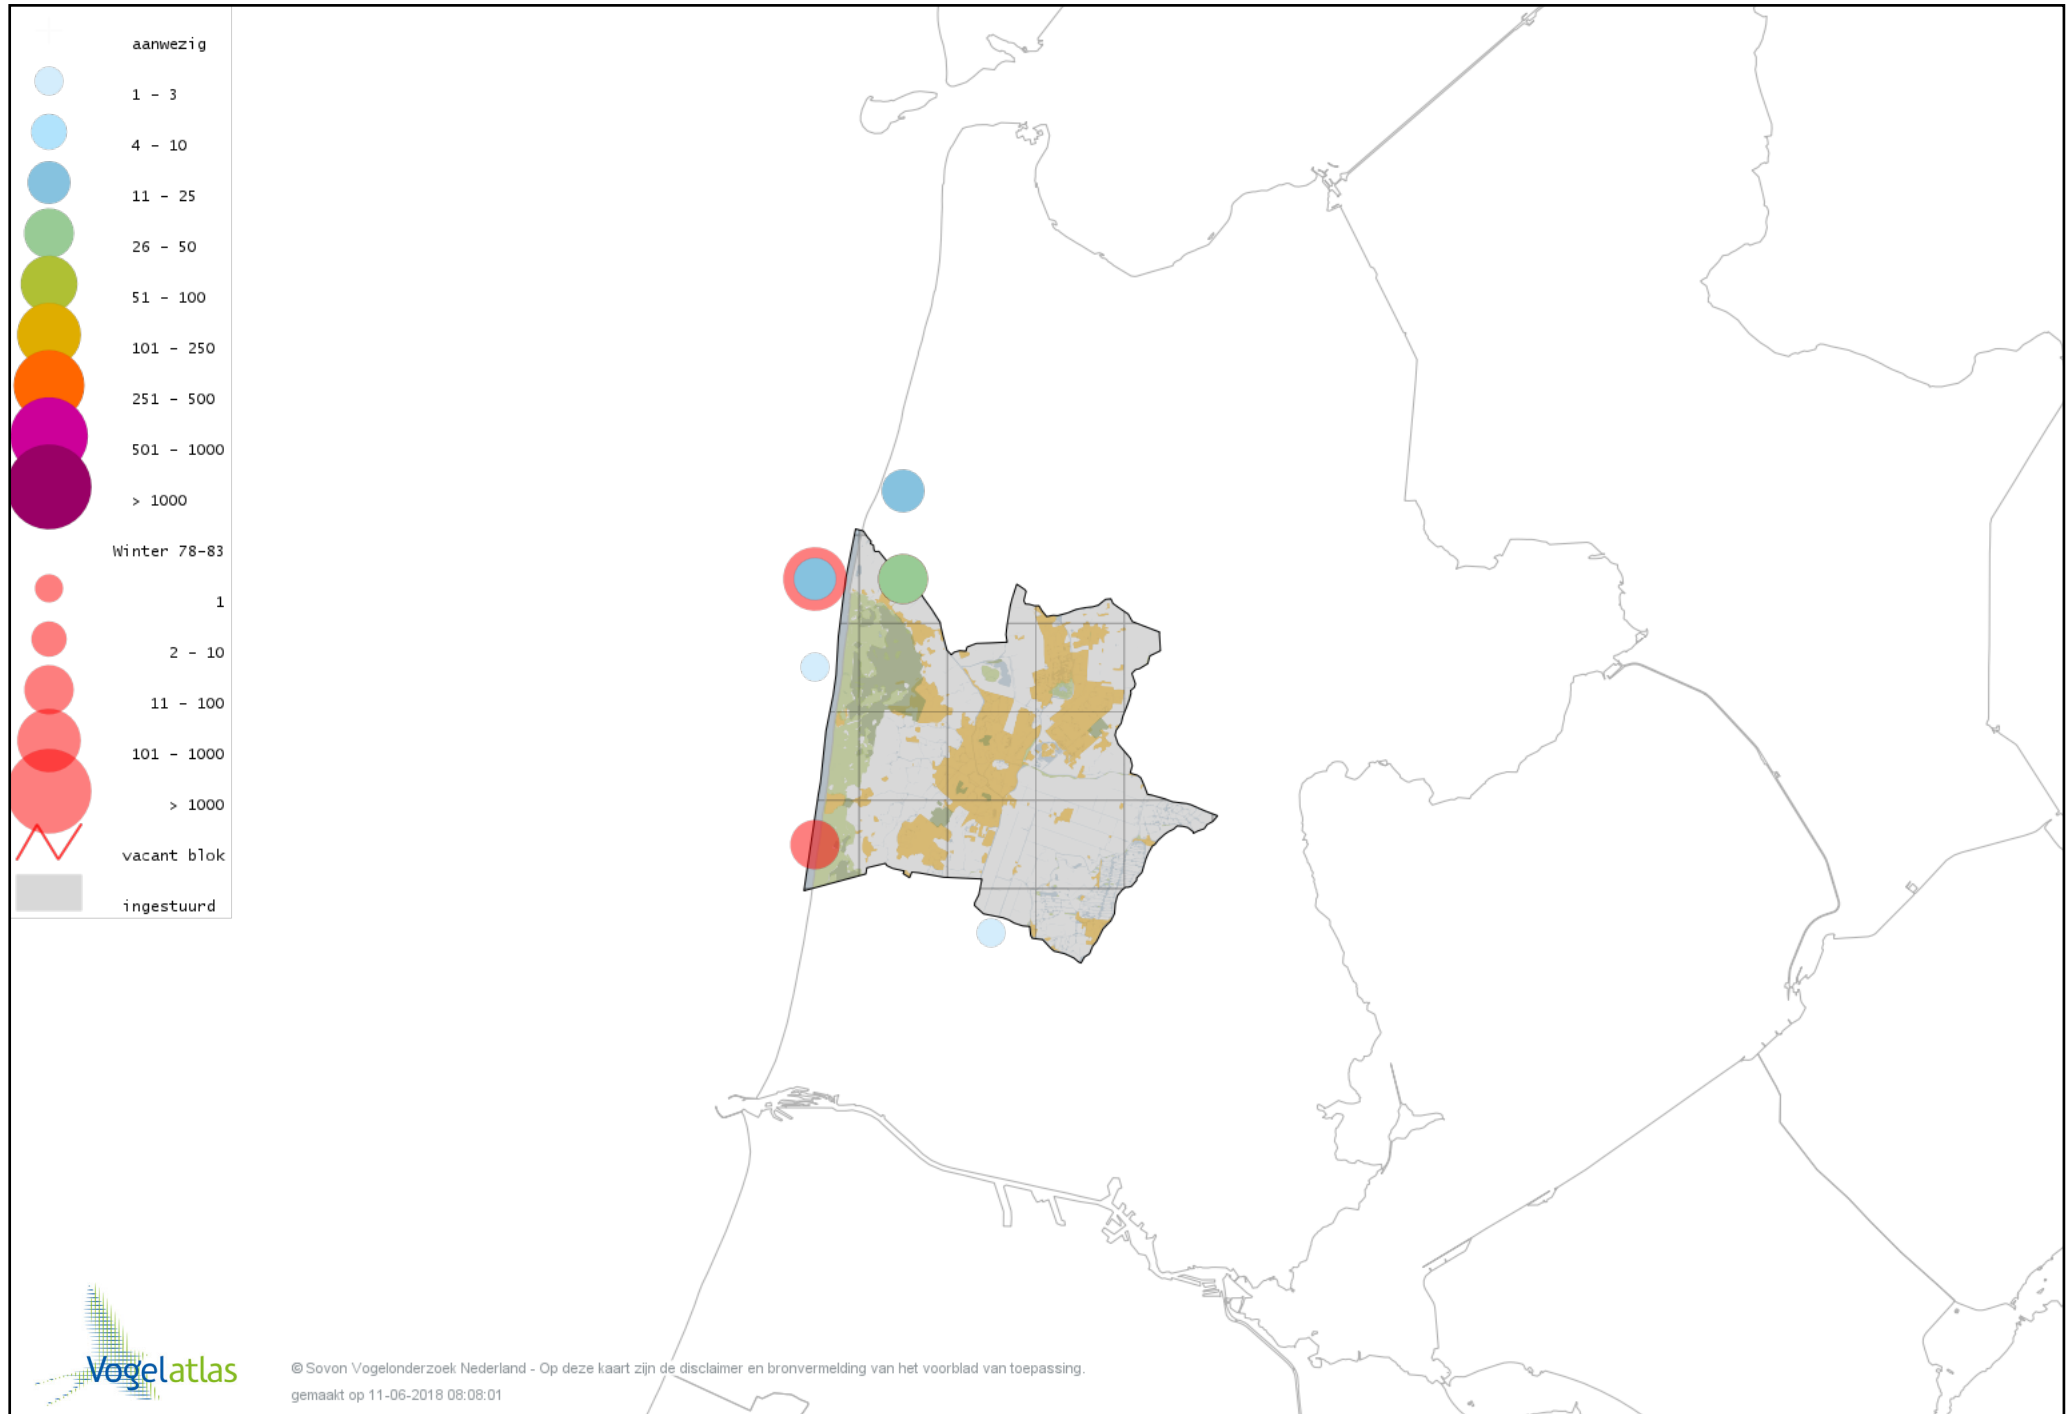 aanwezig
1 - 3
4 - 10
11 - 25
26 - 50
51 - 100
101 - 250
251 - 500
501 - 1000
> 1000
Winter 78-83
1
2 - 10
11 - 100
101 - 1000
> 1000
vacant blok
ingestuurd
Vogelatlas
© Sovon Vogelonderzoek Nederland - Op deze kaart zijn de disclaimer en bronvermelding van het voorblad van toepassing.
gemaakt op 11-06-2018 08:08:01